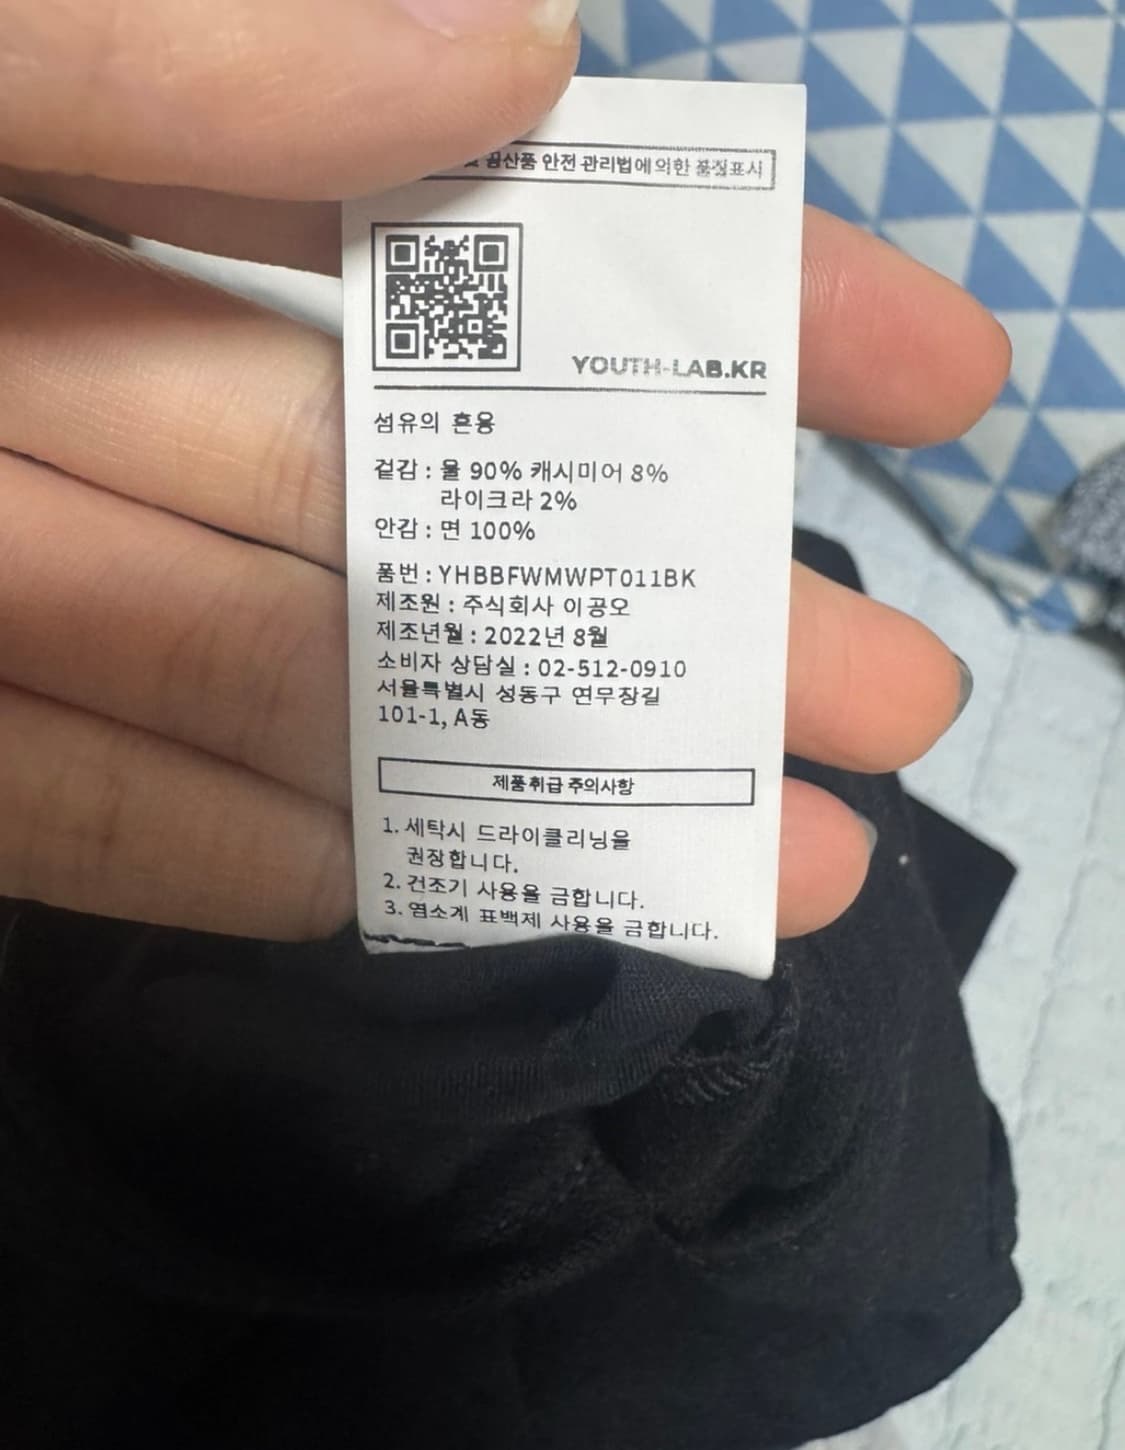 공산품 안전 관리법에 의한 품질표시
YOUTH-LAB.KR
섬유의 혼용
겉감 : 울 90% 캐시미어 8%
라이크라 2%
안감 : 면 100%
품번 : YHBBFWMWPT011BK
제조원 : 주식회사 이공오
제조년월 : 2022년 8월
소비자 상담실 : 02-512-0910
서울특별시 성동구 연무장길
101-1, A동
제품 취급 주의사항
1. 세탁시 드라이클리닝을
권장합니다.
2. 건조기 사용을 금합니다.
3. 염소계 표백제 사용을 금합니다.